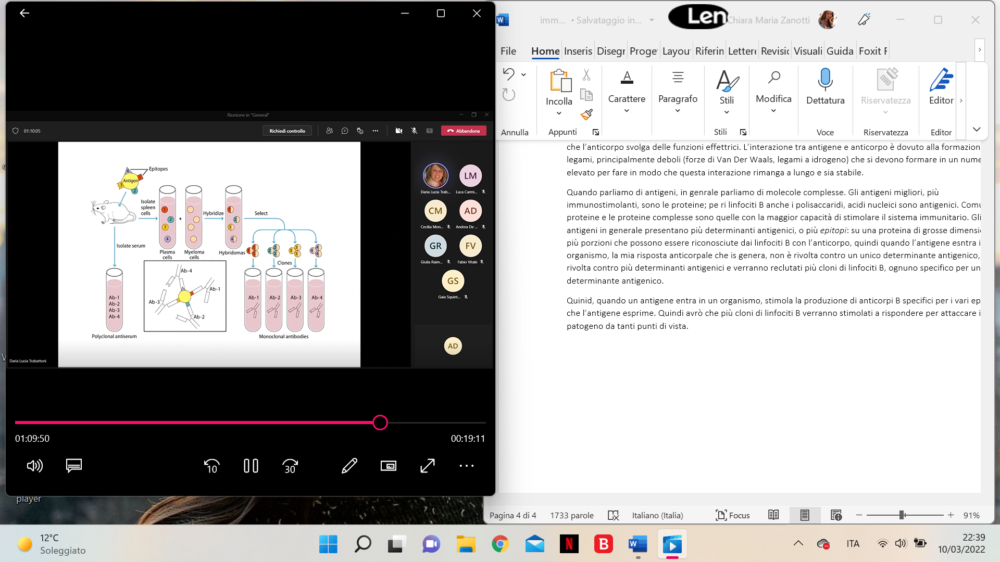 Riunione in "General"
01:10:05
Richiedi controllo
Abbandona
Epitopes
Antigen
4
1
3
2
Isolate
spleen
cells
Hybridize
Select
1
2
3
4
+
Isolate serum
Plasma
cells
Myeloma
cells
Hybridomas
Clones
Ab-1
Ab-2
Ab-3
Ab-4
Ab-4
Ab-1
Ab-3
Ab-2
Ab-1
Ab-2
Ab-3
Ab-4
Polyclonal antiserum
Monoclonal antibodies
Daria Lucia Trabattoni
LM
Daria Lucia Trab...
Luca Carmi...
CM
AD
Cecilia Mon...
Andrea De ...
GR
FV
Giulia Raim...
Fabio Vitale
GS
Gaia Squint...
AD
01:09:50
00:19:11
10
30
player
imm... • Salvataggio in...
Len
Chiara Maria Zanotti
File Home Inseris Disegn Proge Layou Riferin Lettere Revisio Visuali Guida Foxit
Incolla
Carattere
Paragrafo
Stili
Modifica
Dettatura
Riservatezza
Editor
Annulla
Appunti
Stili
Voce
Riservatezza
Editor
che l'anticorpo svolga delle funzioni effettrici. L'interazione tra antigene e anticorpo è dovuto alla formazion
legami, principalmente deboli (forze di Van Der Waals, legami a idrogeno) che si devono formare in un nume
elevato per fare in modo che questa interazione rimanga a lungo e sia stabile.
Quando parliamo di antigeni, in genrale parliamo di molecole complesse. Gli antigeni migliori, più
immunostimolanti, sono le proteine; pe ri linfociti B anche i polisaccaridi, acidi nucleici sono antigenici. Comu
proteine e le proteine complesse sono quelle con la maggior capacità di stimolare il sistema immunitario. Gli
antigeni in generale presentano più determinanti antigenici, o più epitopi: su una proteina di grosse dimensi
più porzioni che possono essere riconosciute dai linfociti B con l'anticorpo, quindi quando l'antigene esntra i
organismo, la mia risposta anticorpale che is genera, non è rivolta contro un unico determinante antigenico,
rivolta contro più determinanti antigenici e verranno reclutati più cloni di linfociti B, ognuno specifico per un
determinante antigenico.
Quinid, quando un antigene entra in un organismo, stimola la produzione di anticorpi B specifici per i vari ep
che l'antigene esprime. Quindi avrò che più cloni di linfociti B verranno stimolati a rispondere per attaccare i
patogeno da tanti punti di vista.
Pagina 4 di 4 1733 parole Italiano (Italia) Focus 91%
12°C
Soleggiato
ITA
22:39
10/03/2022